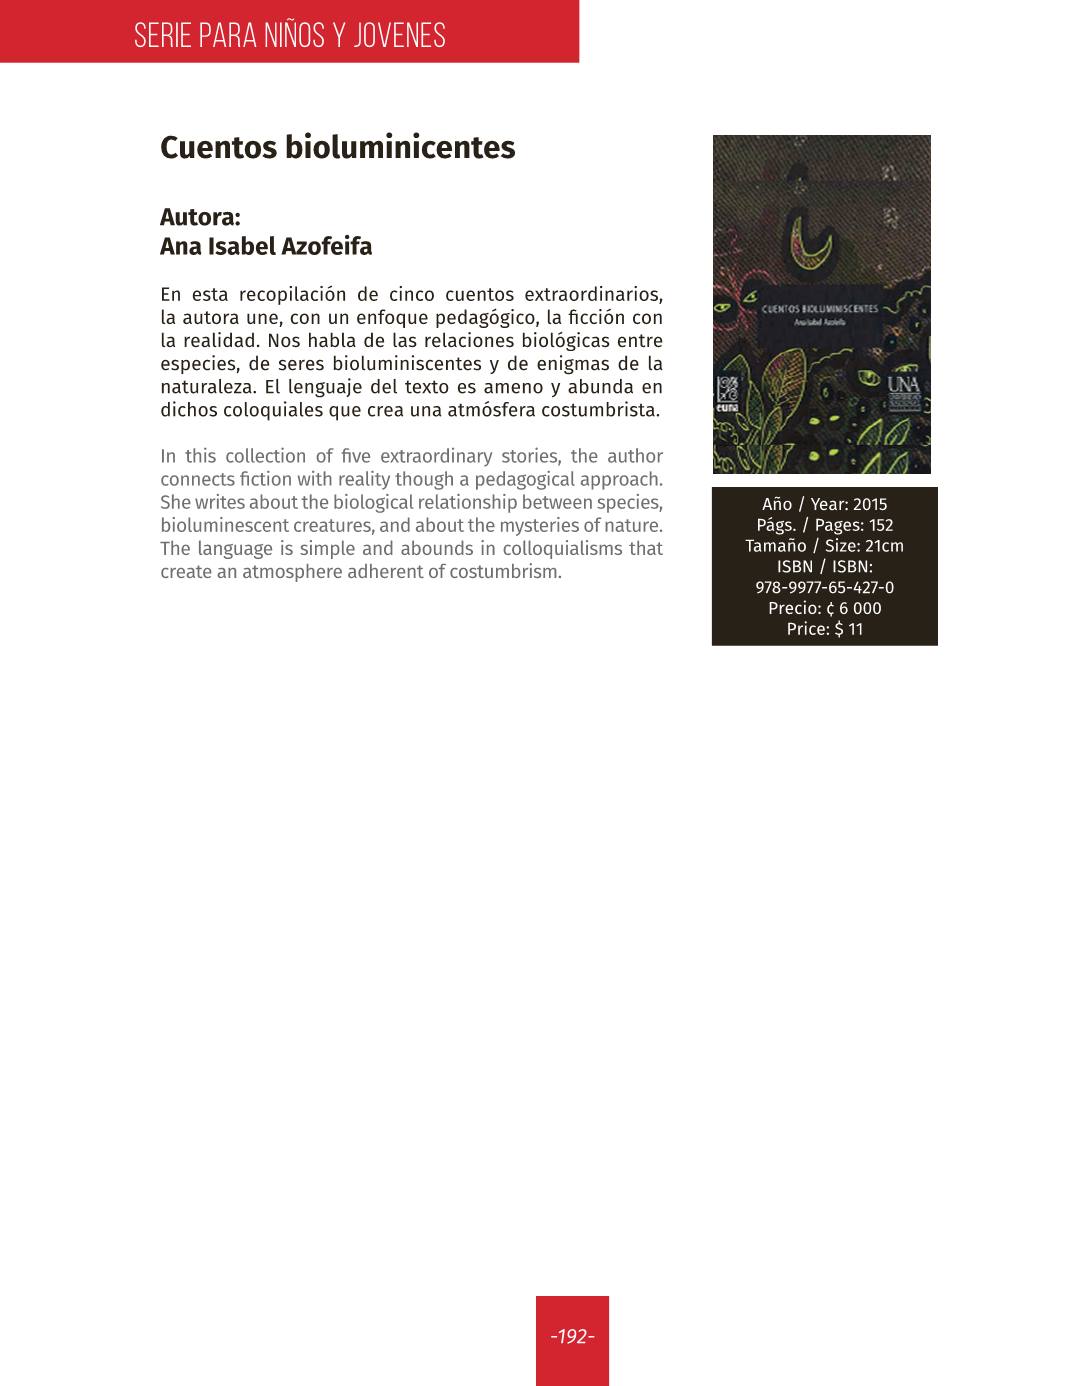 SERIE PARA NIÑOS Y JOVENES
Cuentos bioluminicentes
Autora:
Ana Isabel Azofeifa
En esta recopilación de cinco cuentos extraordinarios,
la autora une, con un enfoque pedagógico, la ficción con
la realidad. Nos habla de las relaciones biológicas entre
especies, de seres bioluminiscentes y de enigmas de la
naturaleza. El lenguaje del texto es ameno y abunda en
dichos coloquiales que crea una atmósfera costumbrista.
In this collection of five extraordinary stories, the author
connects fiction with reality though a pedagogical approach.
She writes about the biological relationship between species,
bioluminescent creatures, and about the mysteries of nature.
The language is simple and abounds in colloquialisms that
create an atmosphere adherent of costumbrism.
CUENTOS BIOLUMINISCENTES
Ana Isabel Azofeifa
euna
UNA
Año / Year: 2015
Págs. / Pages: 152
Tamaño / Size: 21cm
ISBN / ISBN:
978-9977-65-427-0
Precio: ¢ 6 000
Price: $ 11
-192-